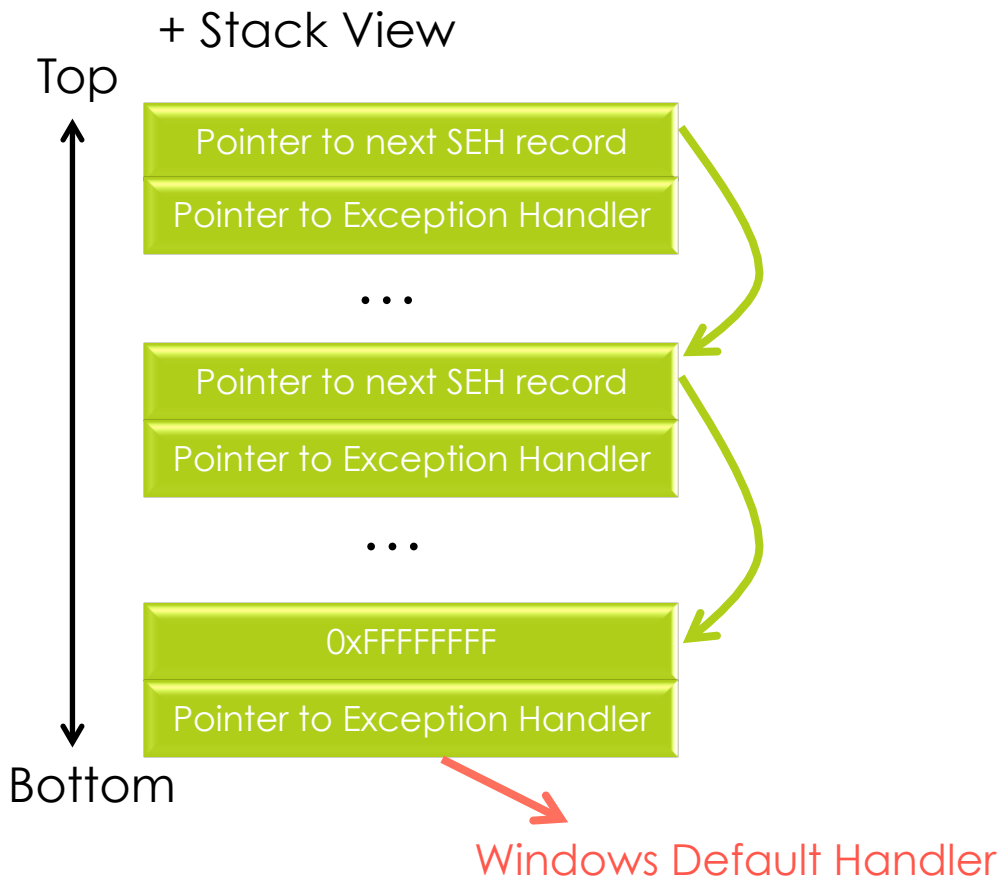 + Stack View
Top
Pointer to next SEH record
Pointer to Exception Handler
...
Pointer to next SEH record
Pointer to Exception Handler
...
0xFFFFFFFF
Pointer to Exception Handler
Bottom
Windows Default Handler